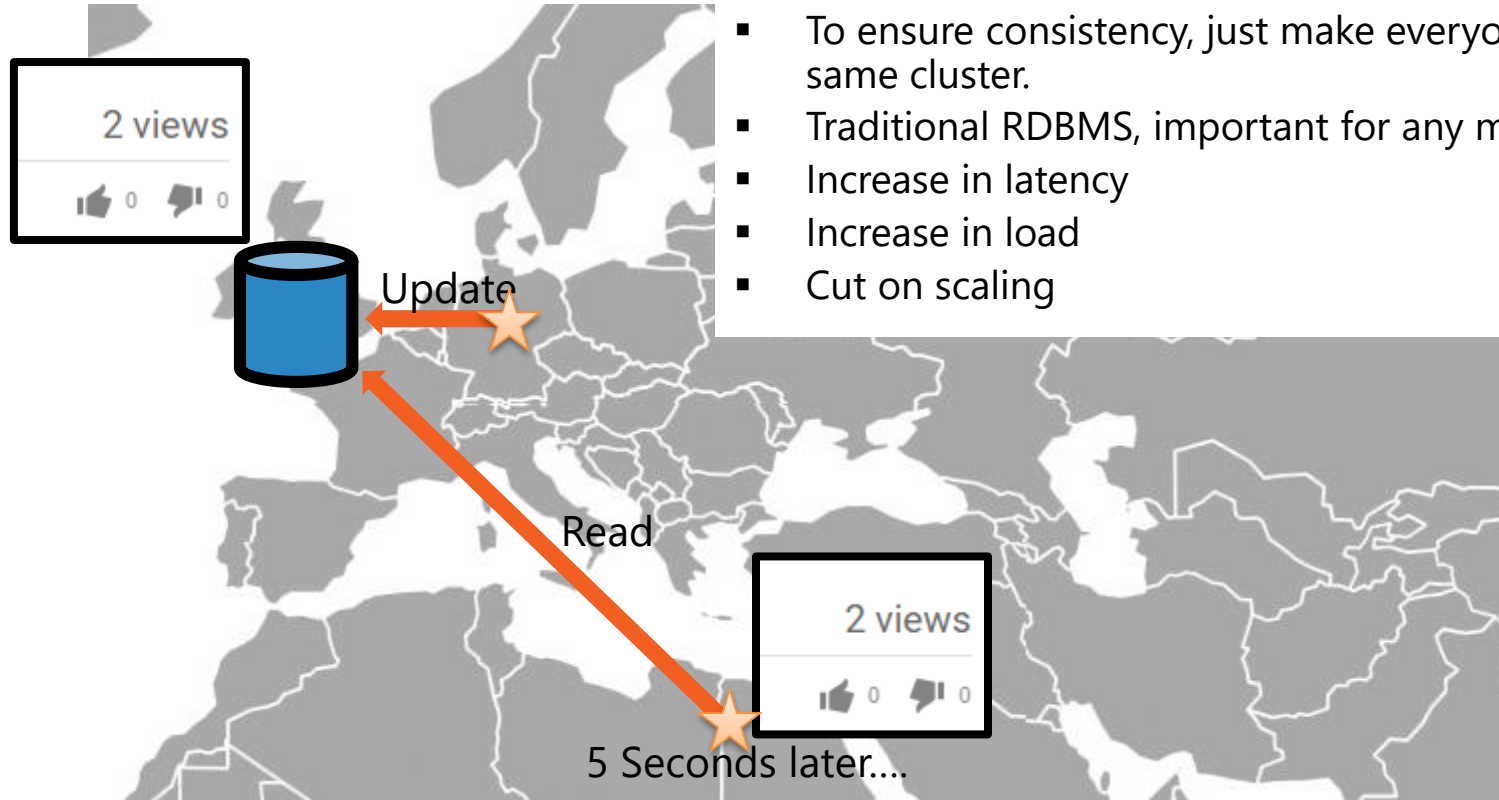 ▪ To ensure consistency, just make everyo
same cluster.
▪ Traditional RDBMS, important for any m
▪ Increase in latency
▪ Increase in load
▪ Cut on scaling
2 views
0 0
Update
Read
2 views
0 0
5 Seconds later....